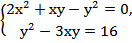 2x² + xy − y² = 0,
y² − 3xy = 16